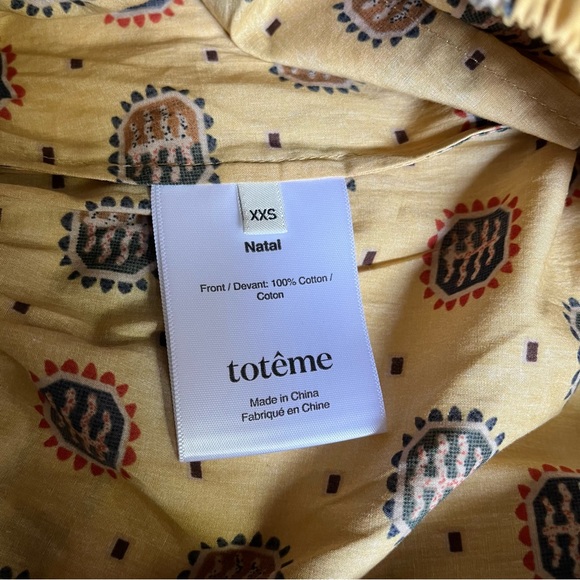 XXS
Natal
Front / Devant: 100% Cotton /
Coton
totême
Made in China
Fabriqué en Chine